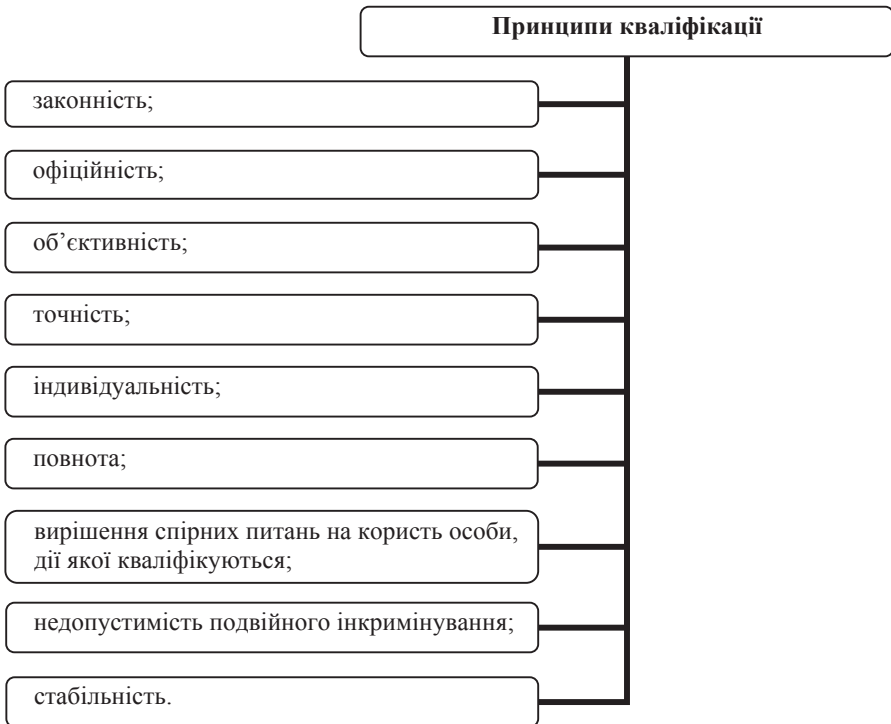 Принципи кваліфікації
законність;
офіційність;
об’єктивність;
точність;
індивідуальність;
повнота;
вирішення спірних питань на користь особи,
дії якої кваліфікуються;
недопустимість подвійного інкримінування;
стабільність.